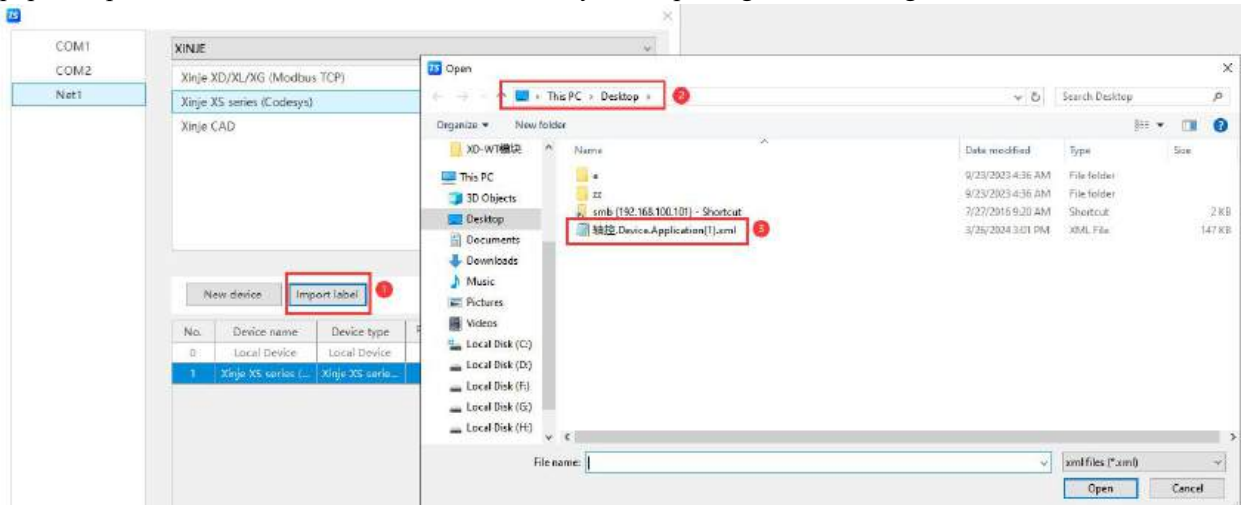 COM1
COM2
Net1
XINJE
Xinje XD/XL/XG (Modbus TCP)
Xinje XS series (Codesys)
Xinje CAD
New device
Import label
1
No.
Device name
Device type
0
Local Device
Local Device
1
Xinje XS series (...
Xinje XS serie...
Open
This PC › Desktop ›
2
Search Desktop
Organize
New folder
XD-WT模块
This PC
3D Objects
Desktop
Documents
Downloads
Music
Pictures
Videos
Local Disk (C:)
Local Disk (D:)
Local Disk (F:)
Local Disk (G:)
Local Disk (H:)
Name
Date modified
Type
Size
9/23/2023 4:36 AM
File folder
zz
9/23/2023 4:36 AM
File folder
smb (192.168.100.101) - Shortcut
7/27/2016 9:20 AM
Shortcut
2 KB
轴控.Device.Application(1).xml
3
3/26/2024 3:01 PM
XML File
147 KB
File name:
xml files (*.xml)
Open
Cancel